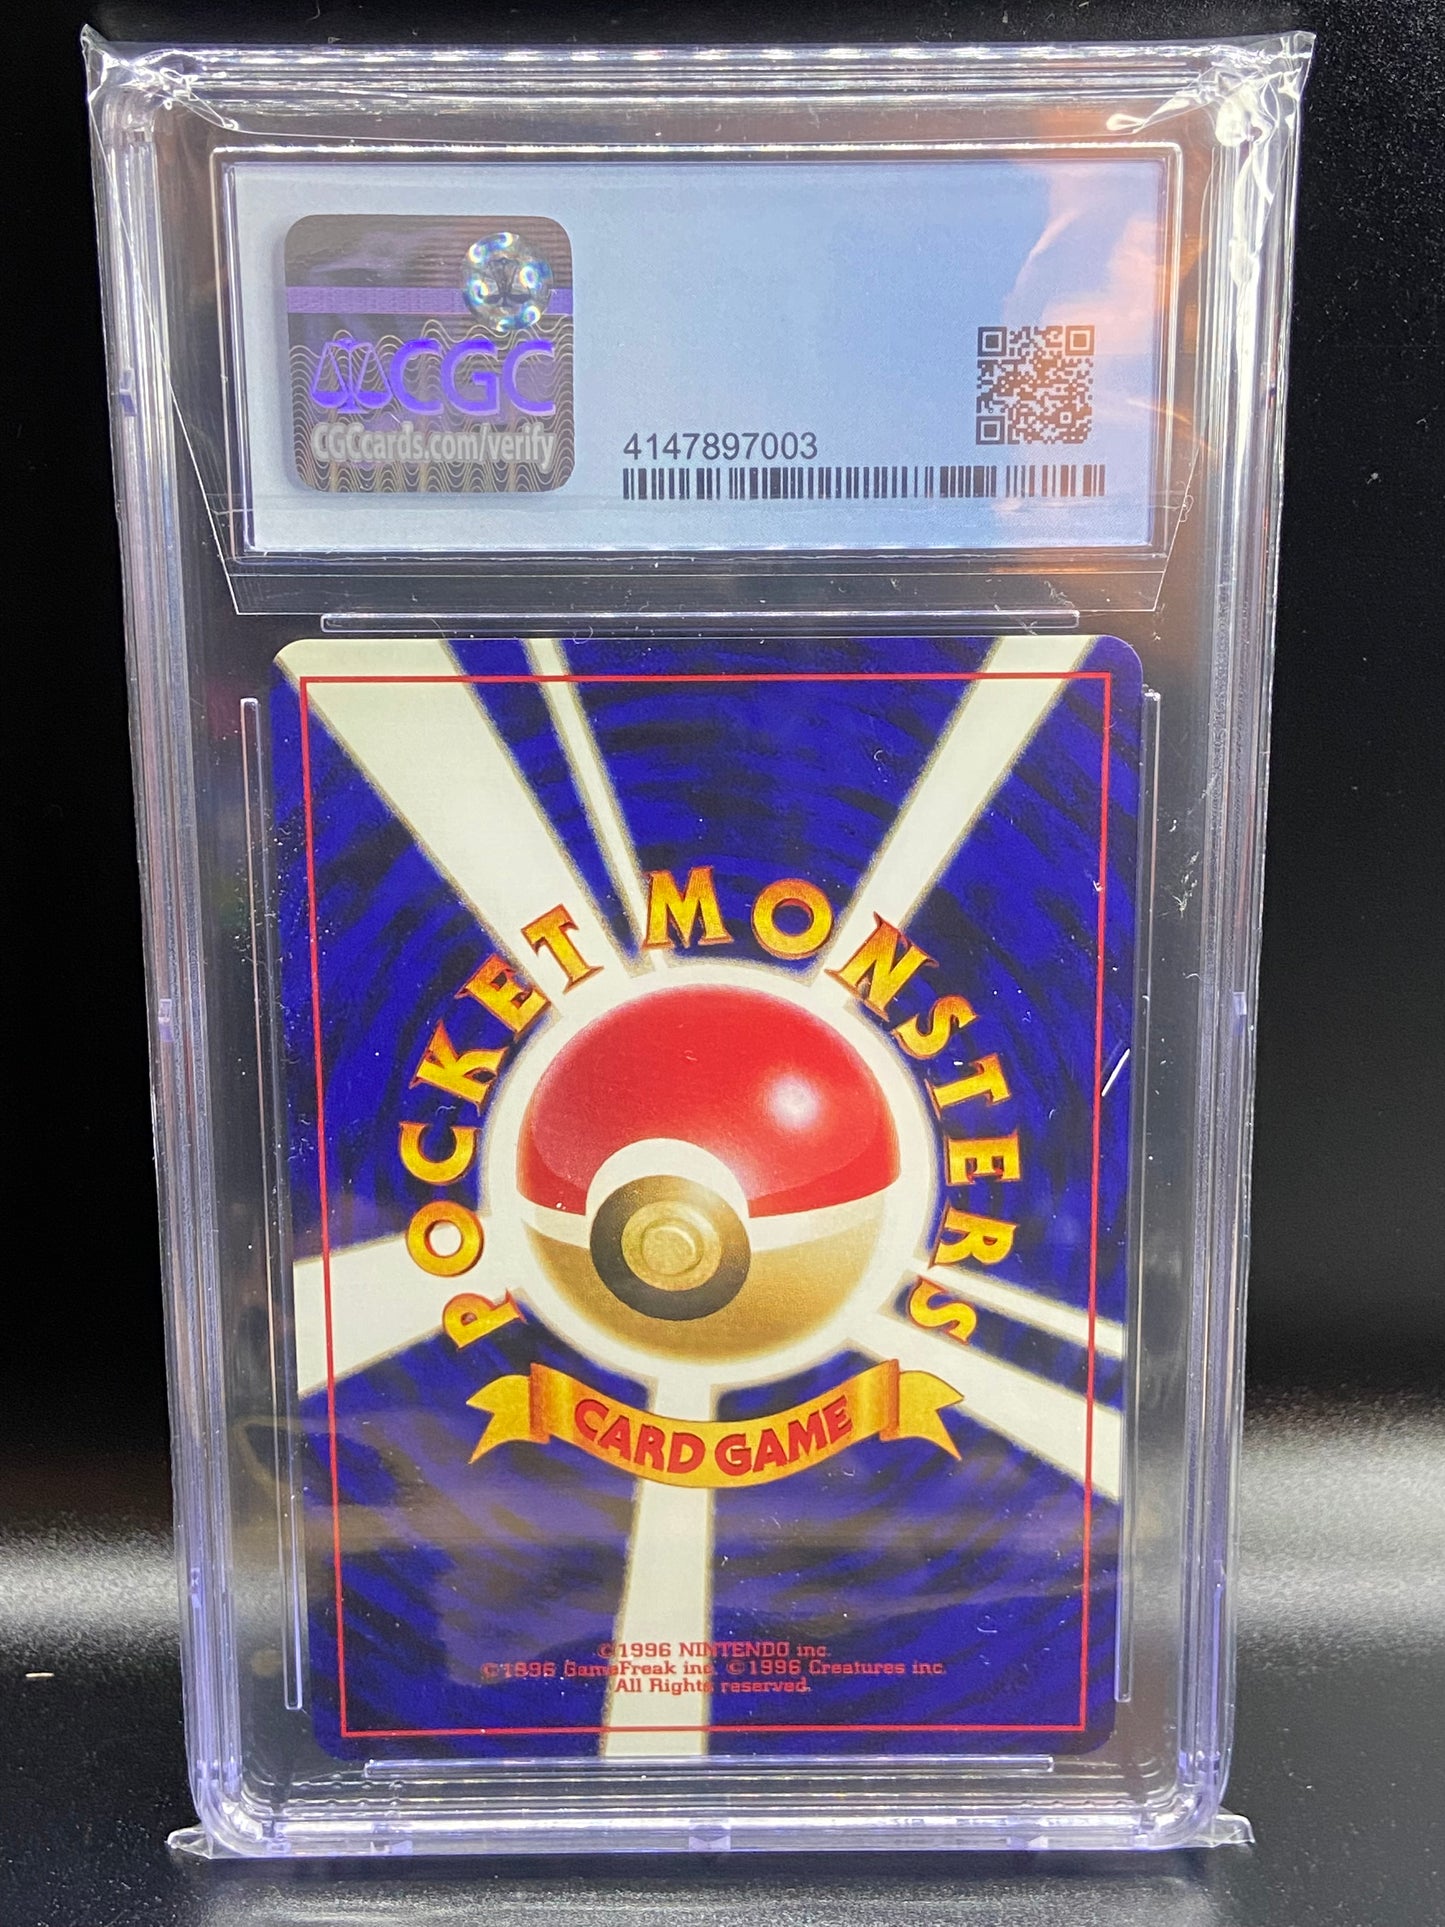 CGC
CGCcards.com/verify
4147897003
POCKET MONSTERS
CARD GAME
©1996 NINTENDO inc.
©1996 GameFreak inc. ©1996 Creatures inc.
All Rights reserved.